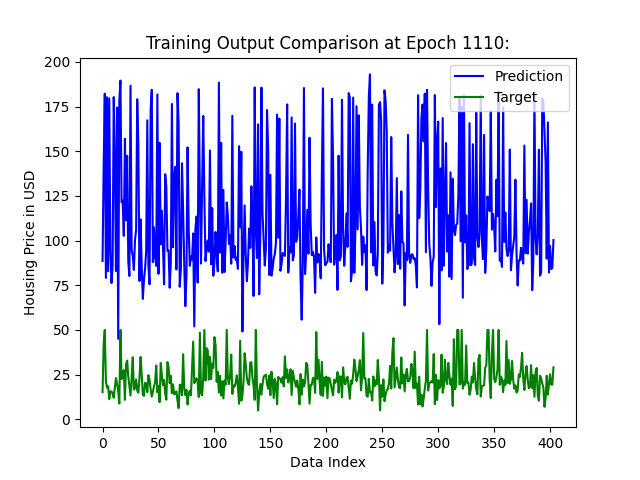 Training Output Comparison at Epoch 1110:
Prediction
Target
Housing Price in USD
200
175
150
125
100
75
50
25
0
0 50 100 150 200 250 300 350 400
Data Index